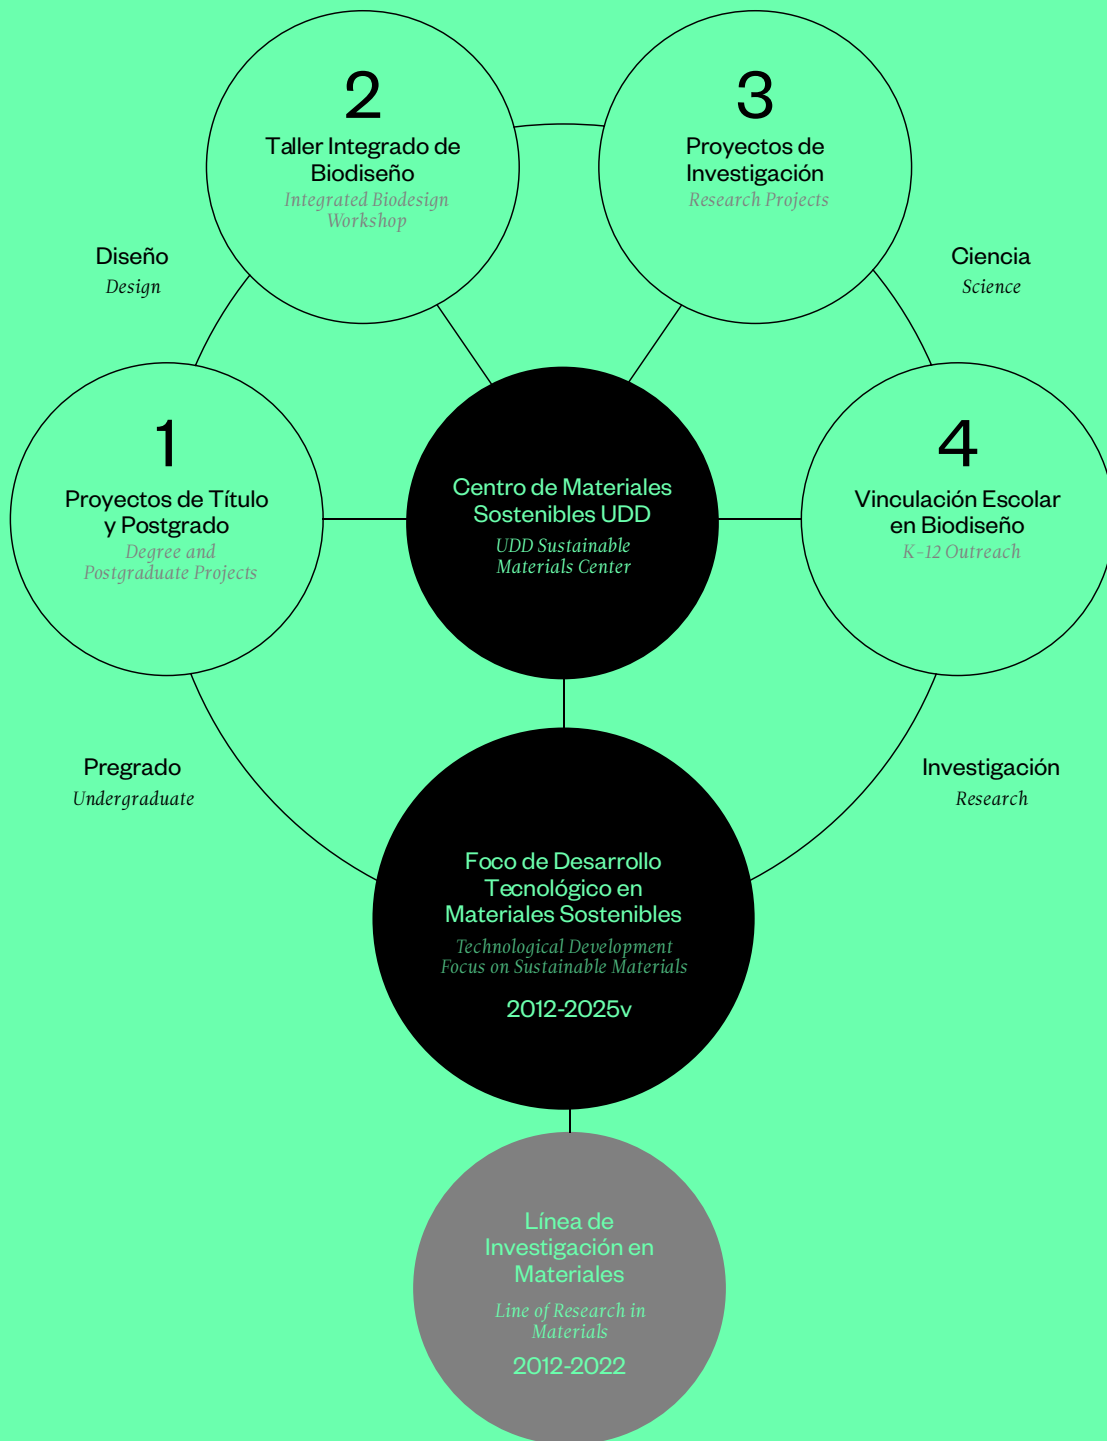 2
Taller Integrado de
Biodiseño
Integrated Biodesign
Workshop
3
Proyectos de
Investigación
Research Projects
Diseño
Design
Ciencia
Science
1
Proyectos de Título
y Postgrado
Degree and
Postgraduate Projects
Centro de Materiales
Sostenibles UDD
UDD Sustainable
Materials Center
4
Vinculación Escolar
en Biodiseño
K-12 Outreach
Pregrado
Undergraduate
Investigación
Research
Foco de Desarrollo
Tecnológico en
Materiales Sostenibles
Technological Development
Focus on Sustainable Materials
2012-2025v
Línea de
Investigación en
Materiales
Line of Research in
Materials
2012-2022